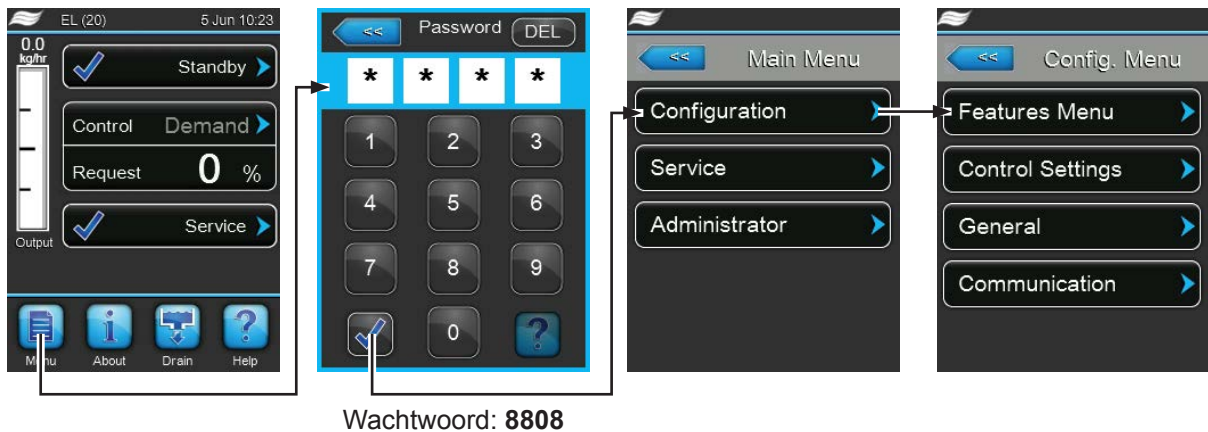 EL (20) 5 Jun 10:23
0.0
kg/hr
Standby
Control Demand
Request 0 %
Service
Output
Menu About Drain Help
<< Password DEL
* * * *
1 2 3
4 5 6
7 8 9
0 ?
Wachtwoord: 8808
<< Main Menu
Configuration
Service
Administrator
<< Config. Menu
Features Menu
Control Settings
General
Communication